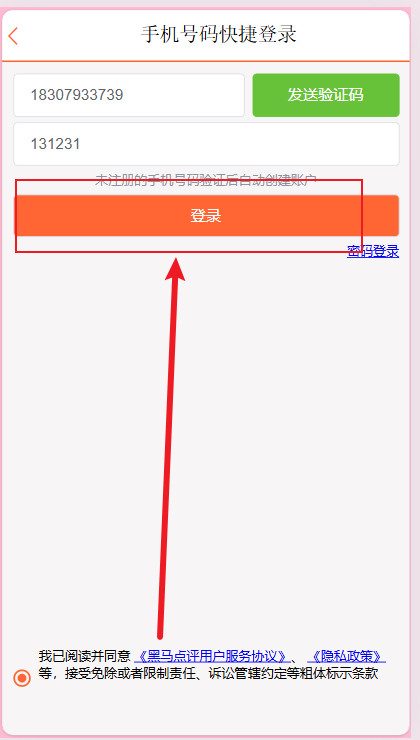 手机号码快捷登录
18307933739 发送验证码
131231
未注册的手机号码验证后自动创建账户
登录
密码登录
我已阅读并同意 《黑马点评用户服务协议》、 《隐私政策》
等，接受免除或者限制责任、诉讼管辖约定等粗体标示条款